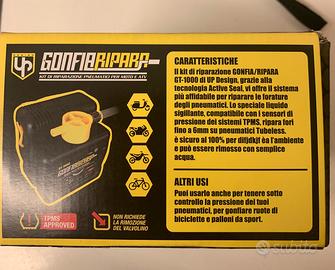 UP
GONFIA RIPARA
KIT DI RIPARAZIONE PNEUMATICI PER MOTO E ATV
TPMS
APPROVED
NON RICHIEDE
LA RIMOZIONE
DEL VALVOLINO
CARATTERISTICHE
Il kit di riparazione GONFIA/RIPARA
GT-1000 di UP Design, grazie alla
tecnologia Active Seal, vi offre il sistema
più affidabile per riparare le forature
degli pneumatici. Lo speciale liquido
sigillante, compatibile con i sensori di
pressione dei sistemi TPMS, ripara fori
fino a 6mm su pneumatici Tubeless.
è sicuro al 100% per difjdkjf è l'ambiente
e può essere rimosso con semplice
acqua.
ALTRI USI
Puoi usarlo anche per tenere sotto
controllo la pressione dei tuoi
pneumatici, per gonfiare ruote di
biciclette e palloni da sport.
subito